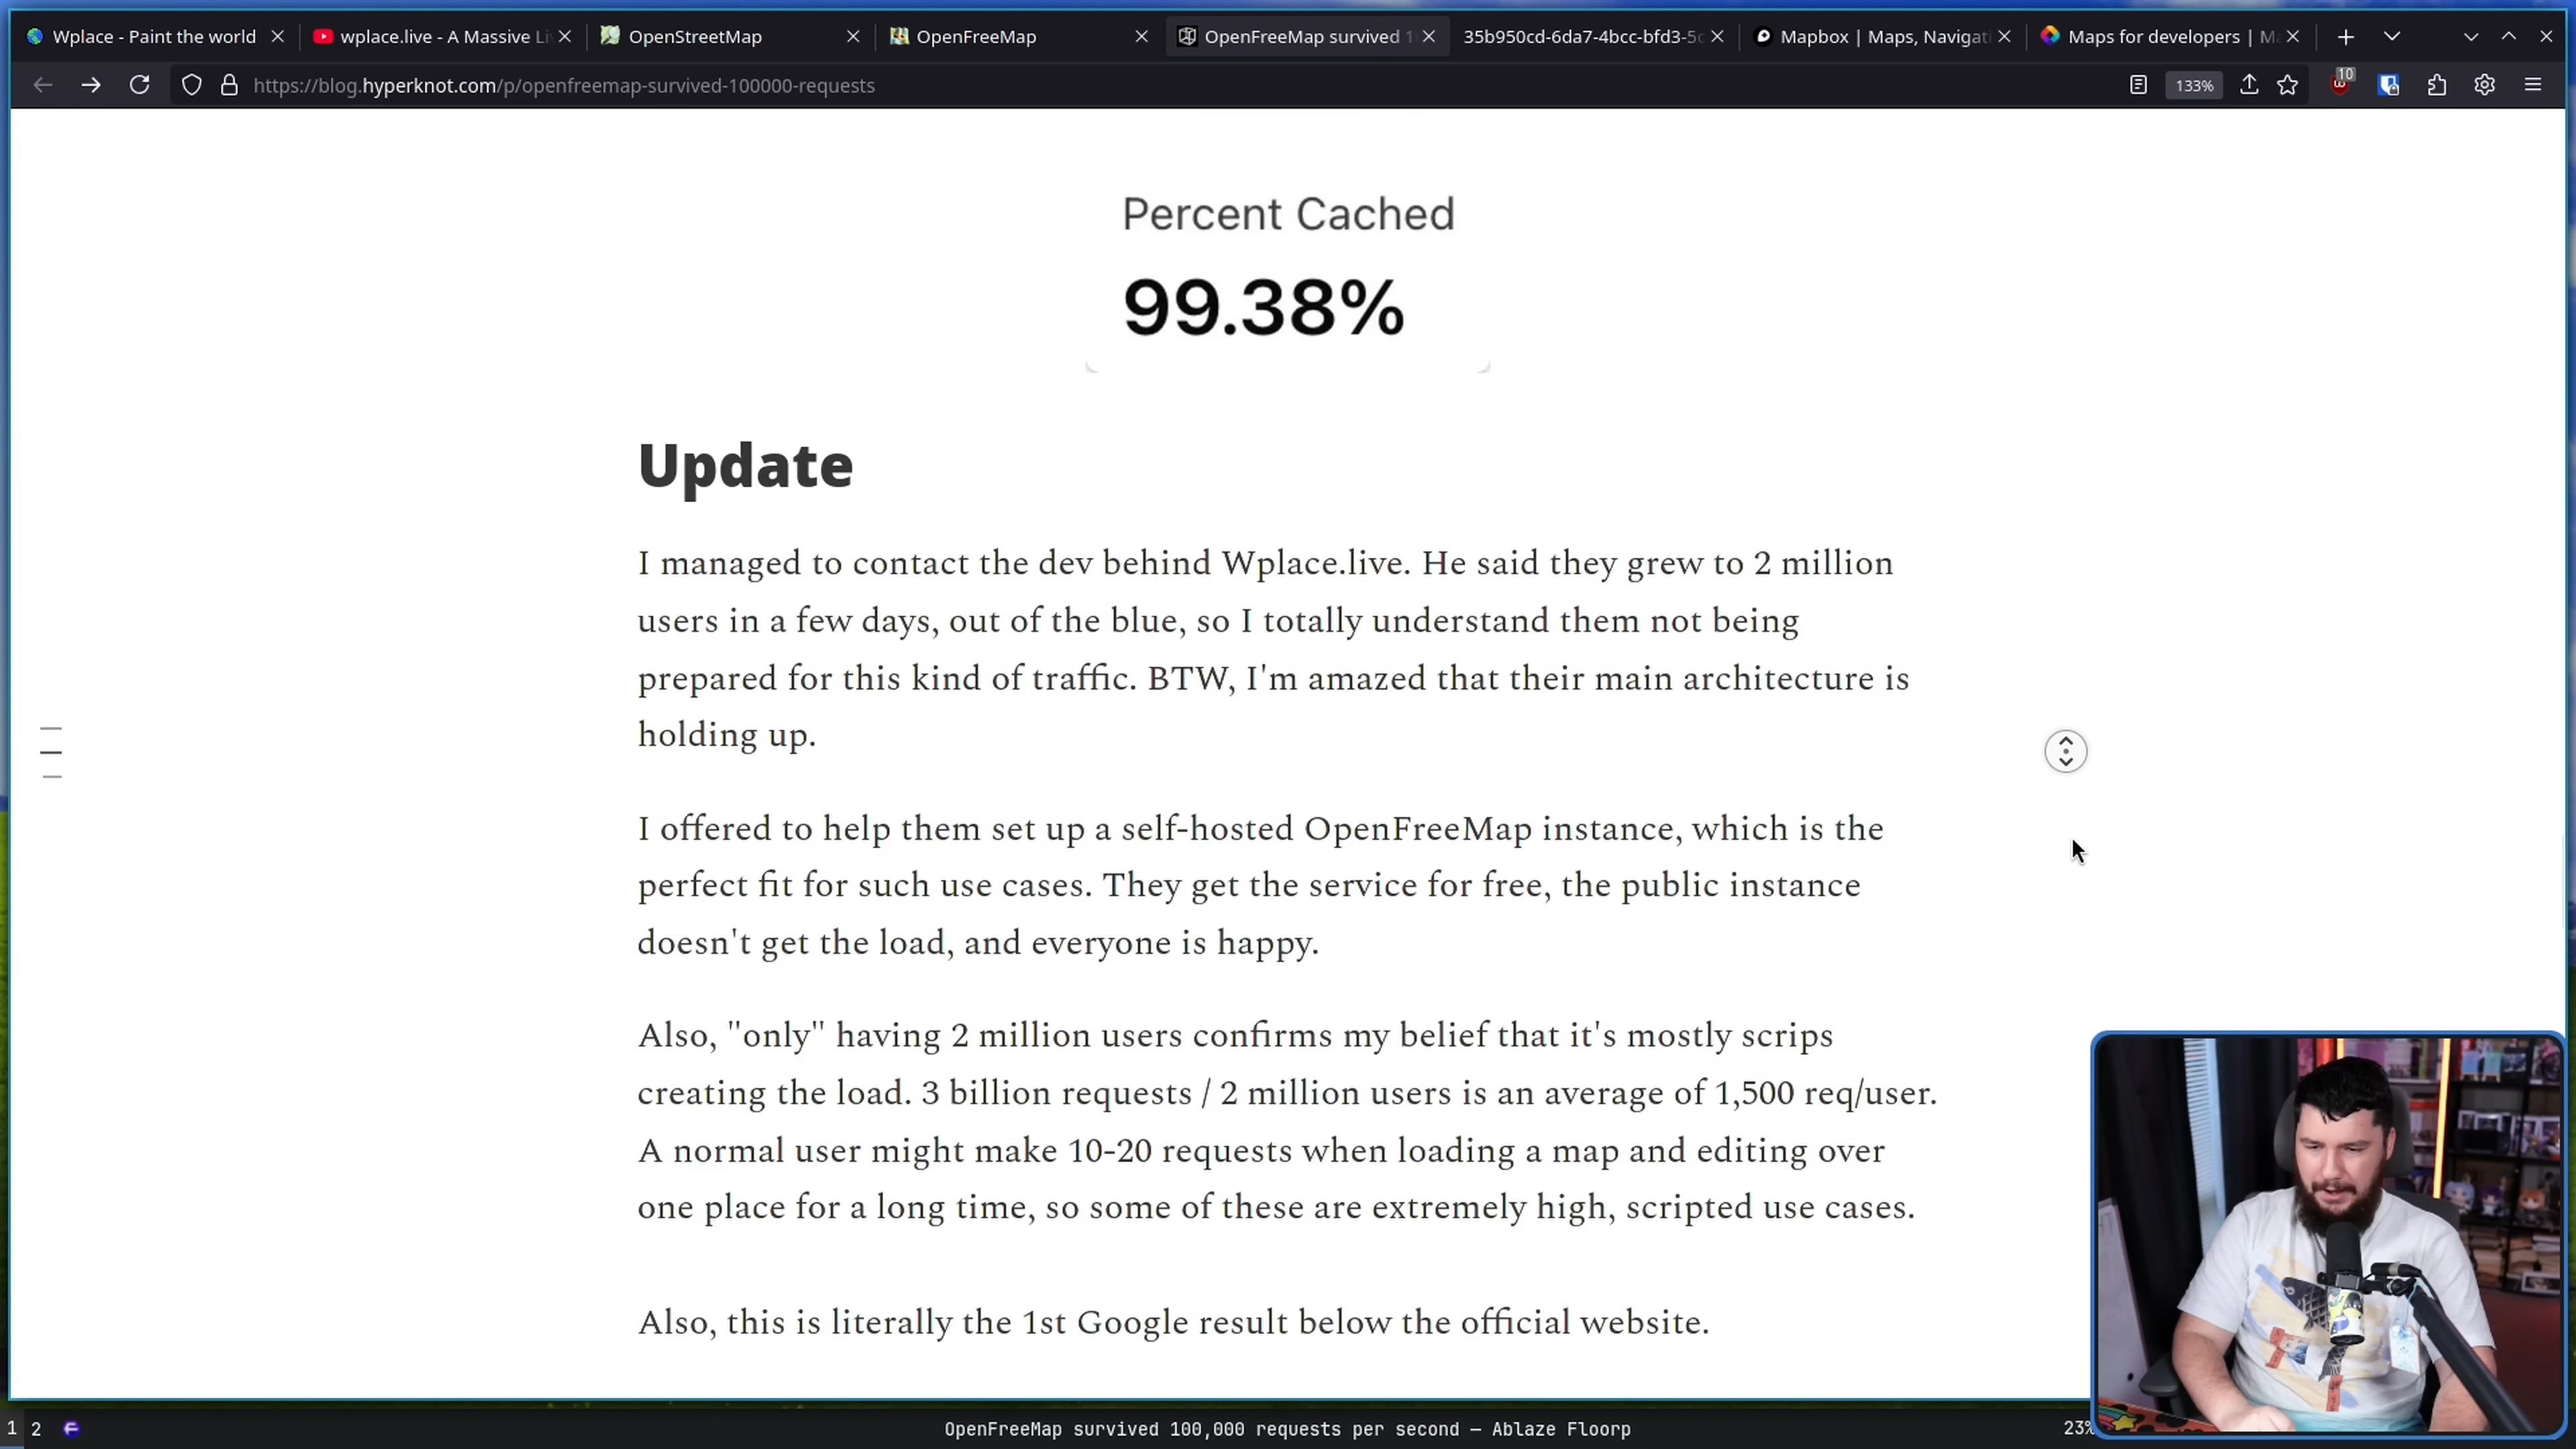 Wplace - Paint the world
wplace.live - A Massive Li
OpenStreetMap
OpenFreeMap
OpenFreeMap survived 1
35b950cd-6da7-4bcc-bfd3-5c
Mapbox | Maps, Navigati
Maps for developers | Ma
https://blog.hyperknot.com/p/openfreemap-survived-100000-requests
133%
10
Percent Cached
99.38%
Update
I managed to contact the dev behind Wplace.live. He said they grew to 2 million
users in a few days, out of the blue, so I totally understand them not being
prepared for this kind of traffic. BTW, I'm amazed that their main architecture is
holding up.
I offered to help them set up a self-hosted OpenFreeMap instance, which is the
perfect fit for such use cases. They get the service for free, the public instance
doesn't get the load, and everyone is happy.
Also, "only" having 2 million users confirms my belief that it's mostly scrips
creating the load. 3 billion requests / 2 million users is an average of 1,500 req/user.
A normal user might make 10-20 requests when loading a map and editing over
one place for a long time, so some of these are extremely high, scripted use cases.
Also, this is literally the 1st Google result below the official website.
1 2
OpenFreeMap survived 100,000 requests per second — Ablaze Floorp
23%